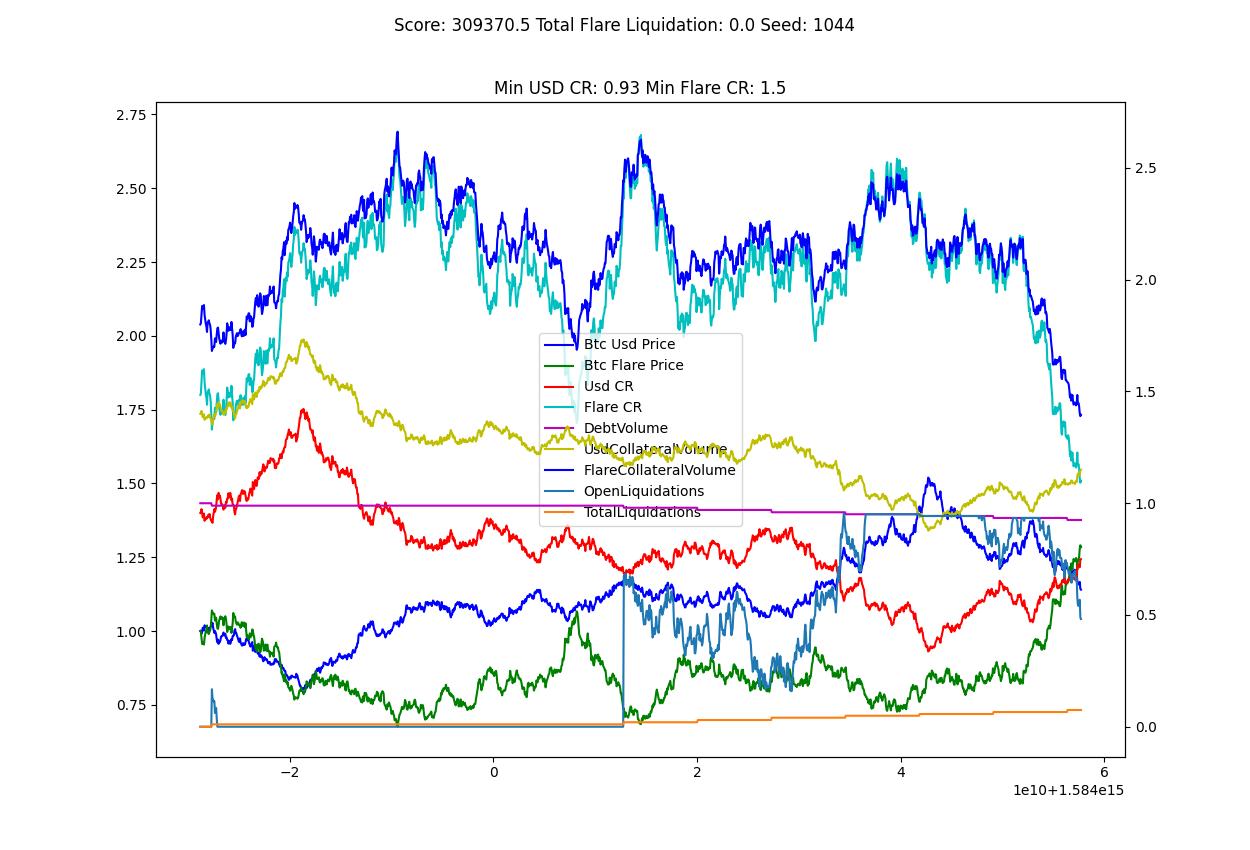 Score: 309370.5 Total Flare Liquidation: 0.0 Seed: 1044
Min USD CR: 0.93 Min Flare CR: 1.5
2.75
2.50
2.25
2.00
1.75
1.50
1.25
1.00
0.75
2.5
2.0
1.5
1.0
0.5
0.0
Btc Usd Price
Btc Flare Price
Usd CR
Flare CR
DebtVolume
UsdCollateralVolume
FlareCollateralVolume
OpenLiquidations
TotalLiquidations
−2
0
2
4
6
1e10+1.584e15